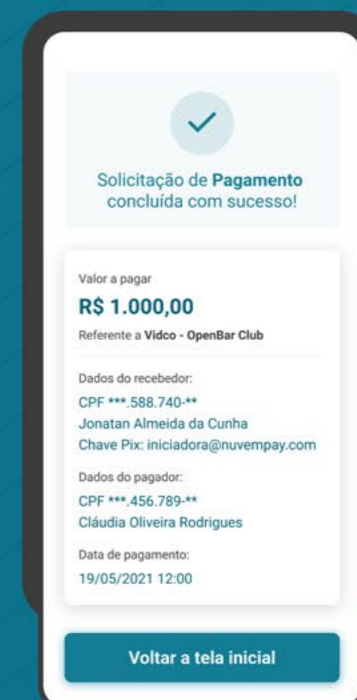 Solicitação de Pagamento
concluída com sucesso!
Valor a pagar
R$ 1.000,00
Referente a Vidco - OpenBar Club
Dados do recebedor:
CPF ***.588.740-**
Jonatan Almeida da Cunha
Chave Pix: iniciadora@nuvempay.com
Dados do pagador:
CPF ***.456.789-**
Cláudia Oliveira Rodrigues
Data de pagamento:
19/05/2021 12:00
Voltar a tela inicial